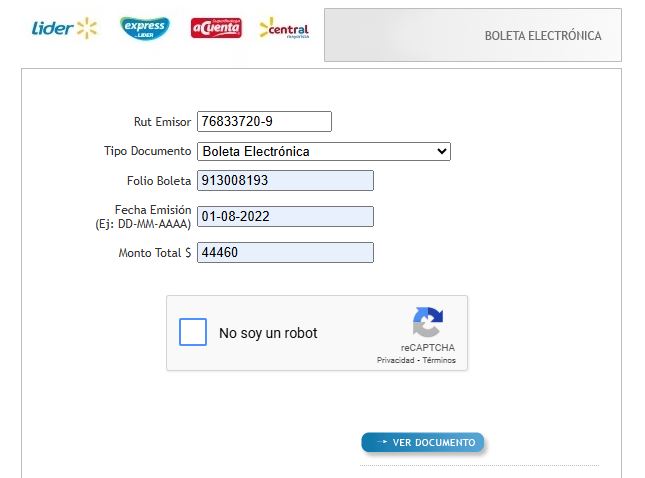 Lider express LIDER SuperBodega aCuenta central mayorista
BOLETA ELECTRÓNICA
Rut Emisor 76833720-9
Tipo Documento Boleta Electrónica
Folio Boleta 913008193
Fecha Emisión
(Ej: DD-MM-AAAA) 01-08-2022
Monto Total $ 44460
No soy un robot
reCAPTCHA
Privacidad - Términos
→ VER DOCUMENTO